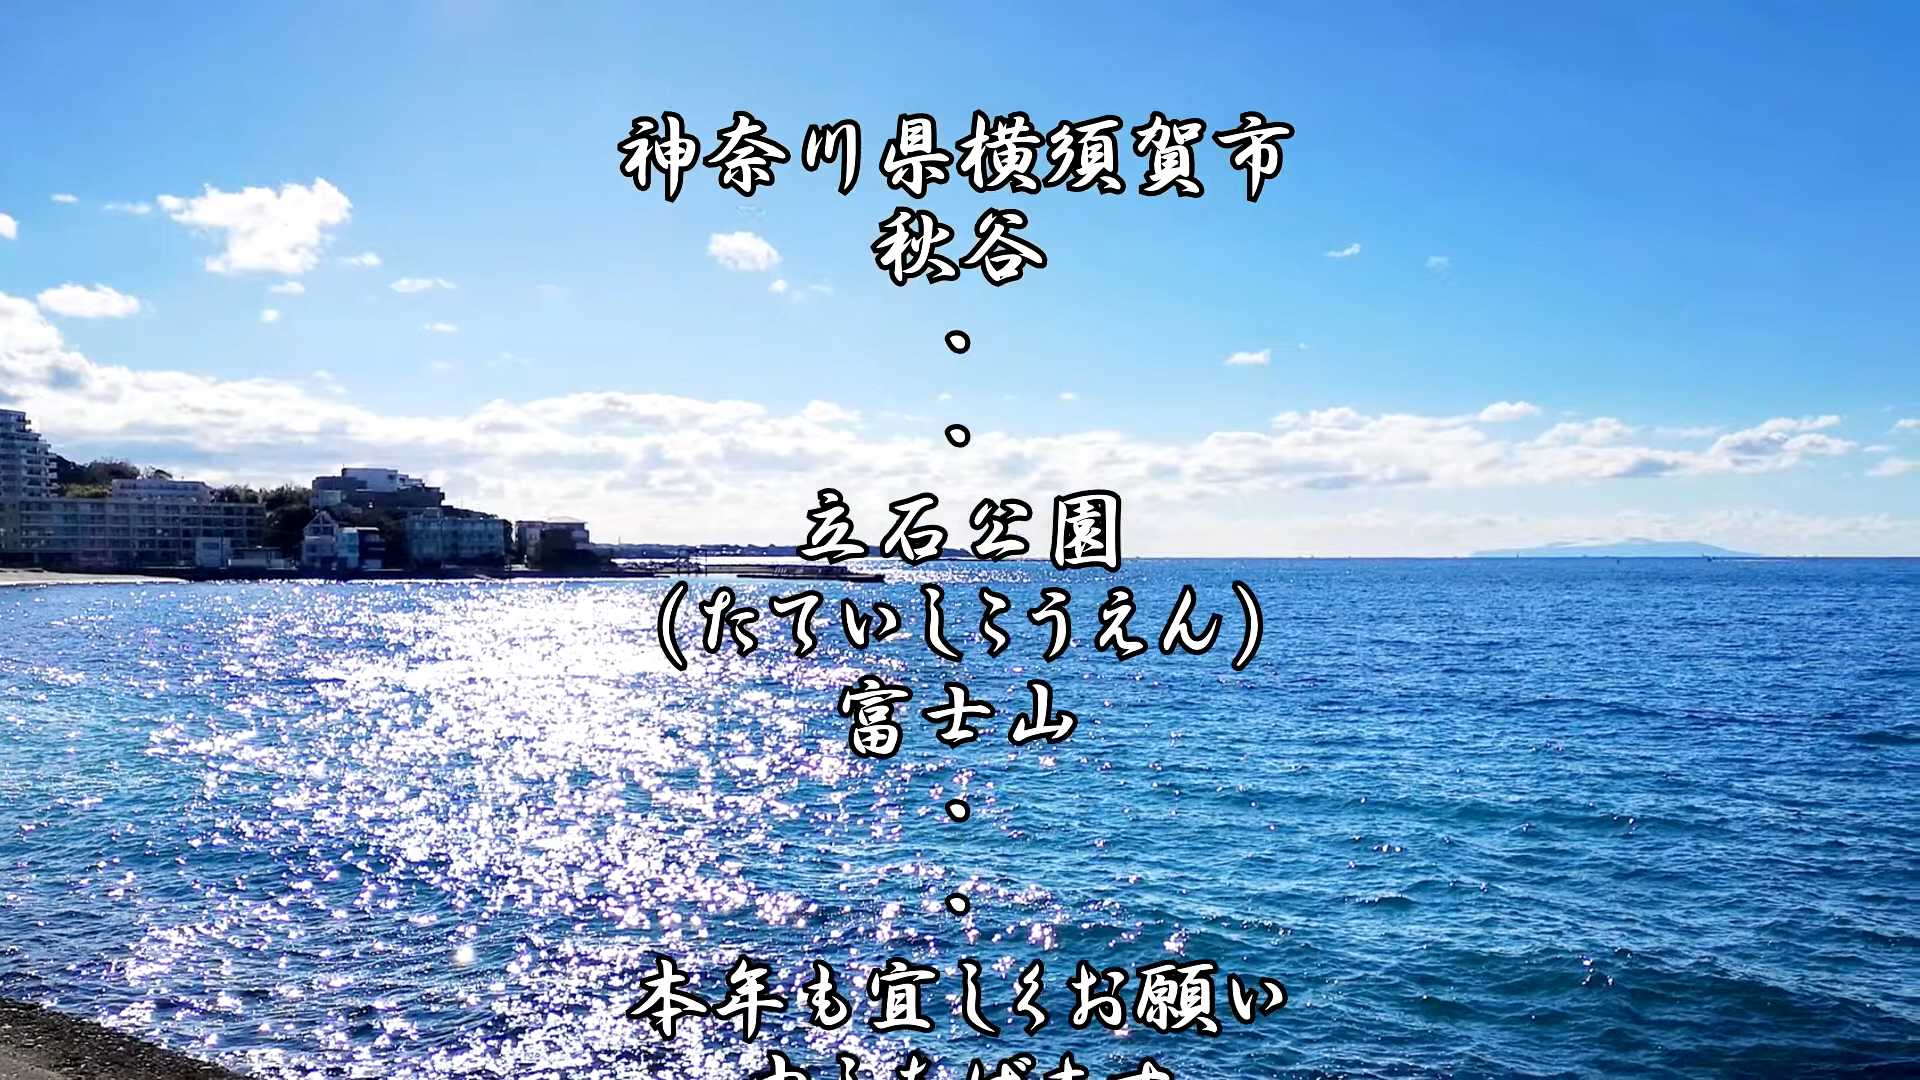 神奈川県横須賀市
秋谷
・
・
立石公園
(たていしこうえん)
富士山
・
・
本年も宜しくお願い